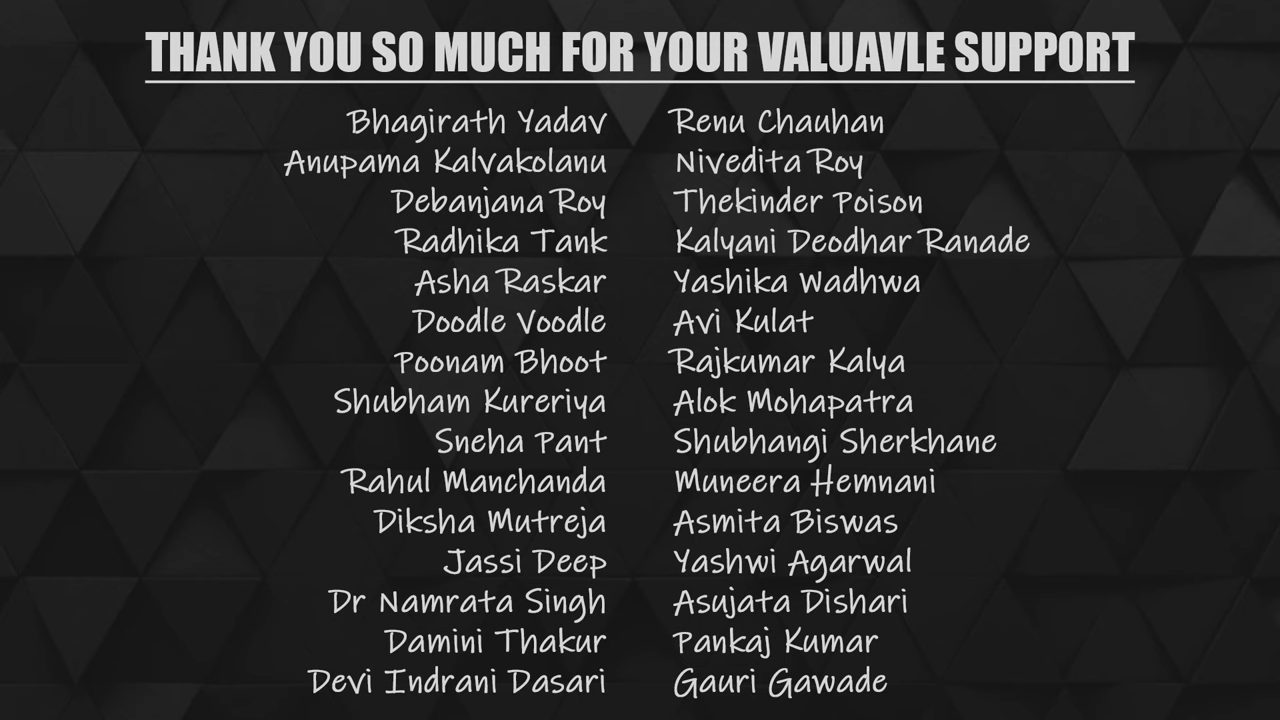 THANK YOU SO MUCH FOR YOUR VALUAVLE SUPPORT
Bhagirath Yadav
Anupama Kalvakolanu
Debanjana Roy
Radhika Tank
Asha Raskar
Doodle Voodle
Poonam Bhoot
Shubham Kureriya
Sneha Pant
Rahul Manchanda
Diksha Mutreja
Jassi Deep
Dr Namrata Singh
Damini Thakur
Devi Indrani Dasari
Renu Chauhan
Nivedita Roy
Thekinder Poison
Kalyani Deodhar Ranade
Yashika Wadhwa
Avi Kulat
Rajkumar Kalya
Alok Mohapatra
Shubhangi Sherkhane
Muneera Hemnani
Asmita Biswas
Yashwi Agarwal
Asujata Dishari
Pankaj Kumar
Gauri Gawade